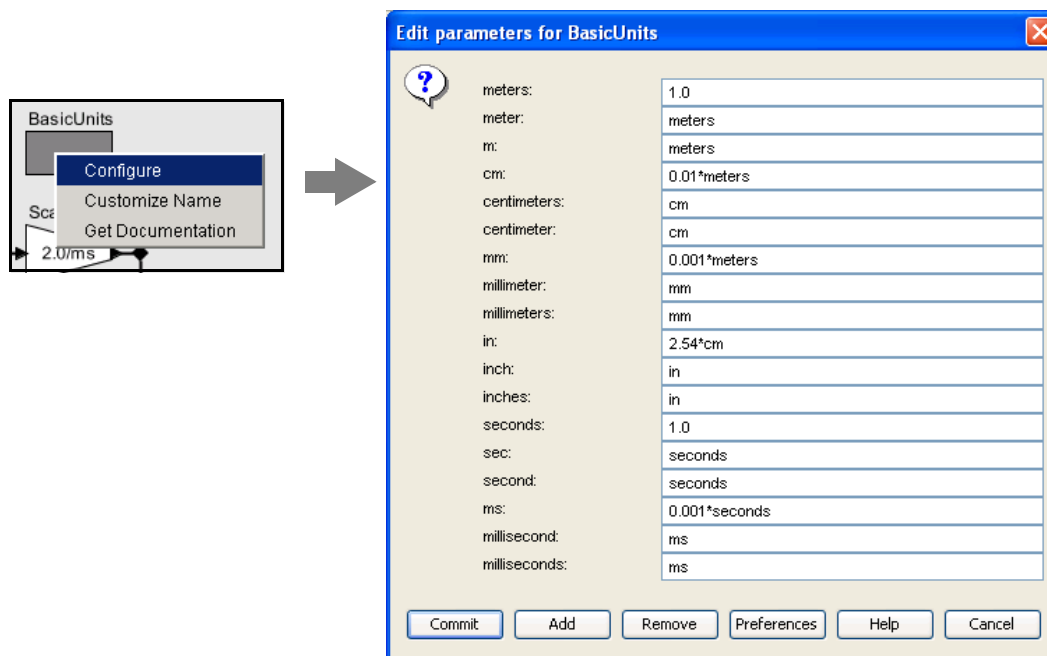 BasicUnits
Configure
Customize Name
Get Documentation
Sca
2.0/ms
Edit parameters for BasicUnits
?
meters: 1.0
meter: meters
m: meters
cm: 0.01*meters
centimeters: cm
centimeter: cm
mm: 0.001*meters
millimeter: mm
millimeters: mm
in: 2.54*cm
inch: in
inches: in
seconds: 1.0
sec: seconds
second: seconds
ms: 0.001*seconds
millisecond: ms
milliseconds: ms
Commit Add Remove Preferences Help Cancel